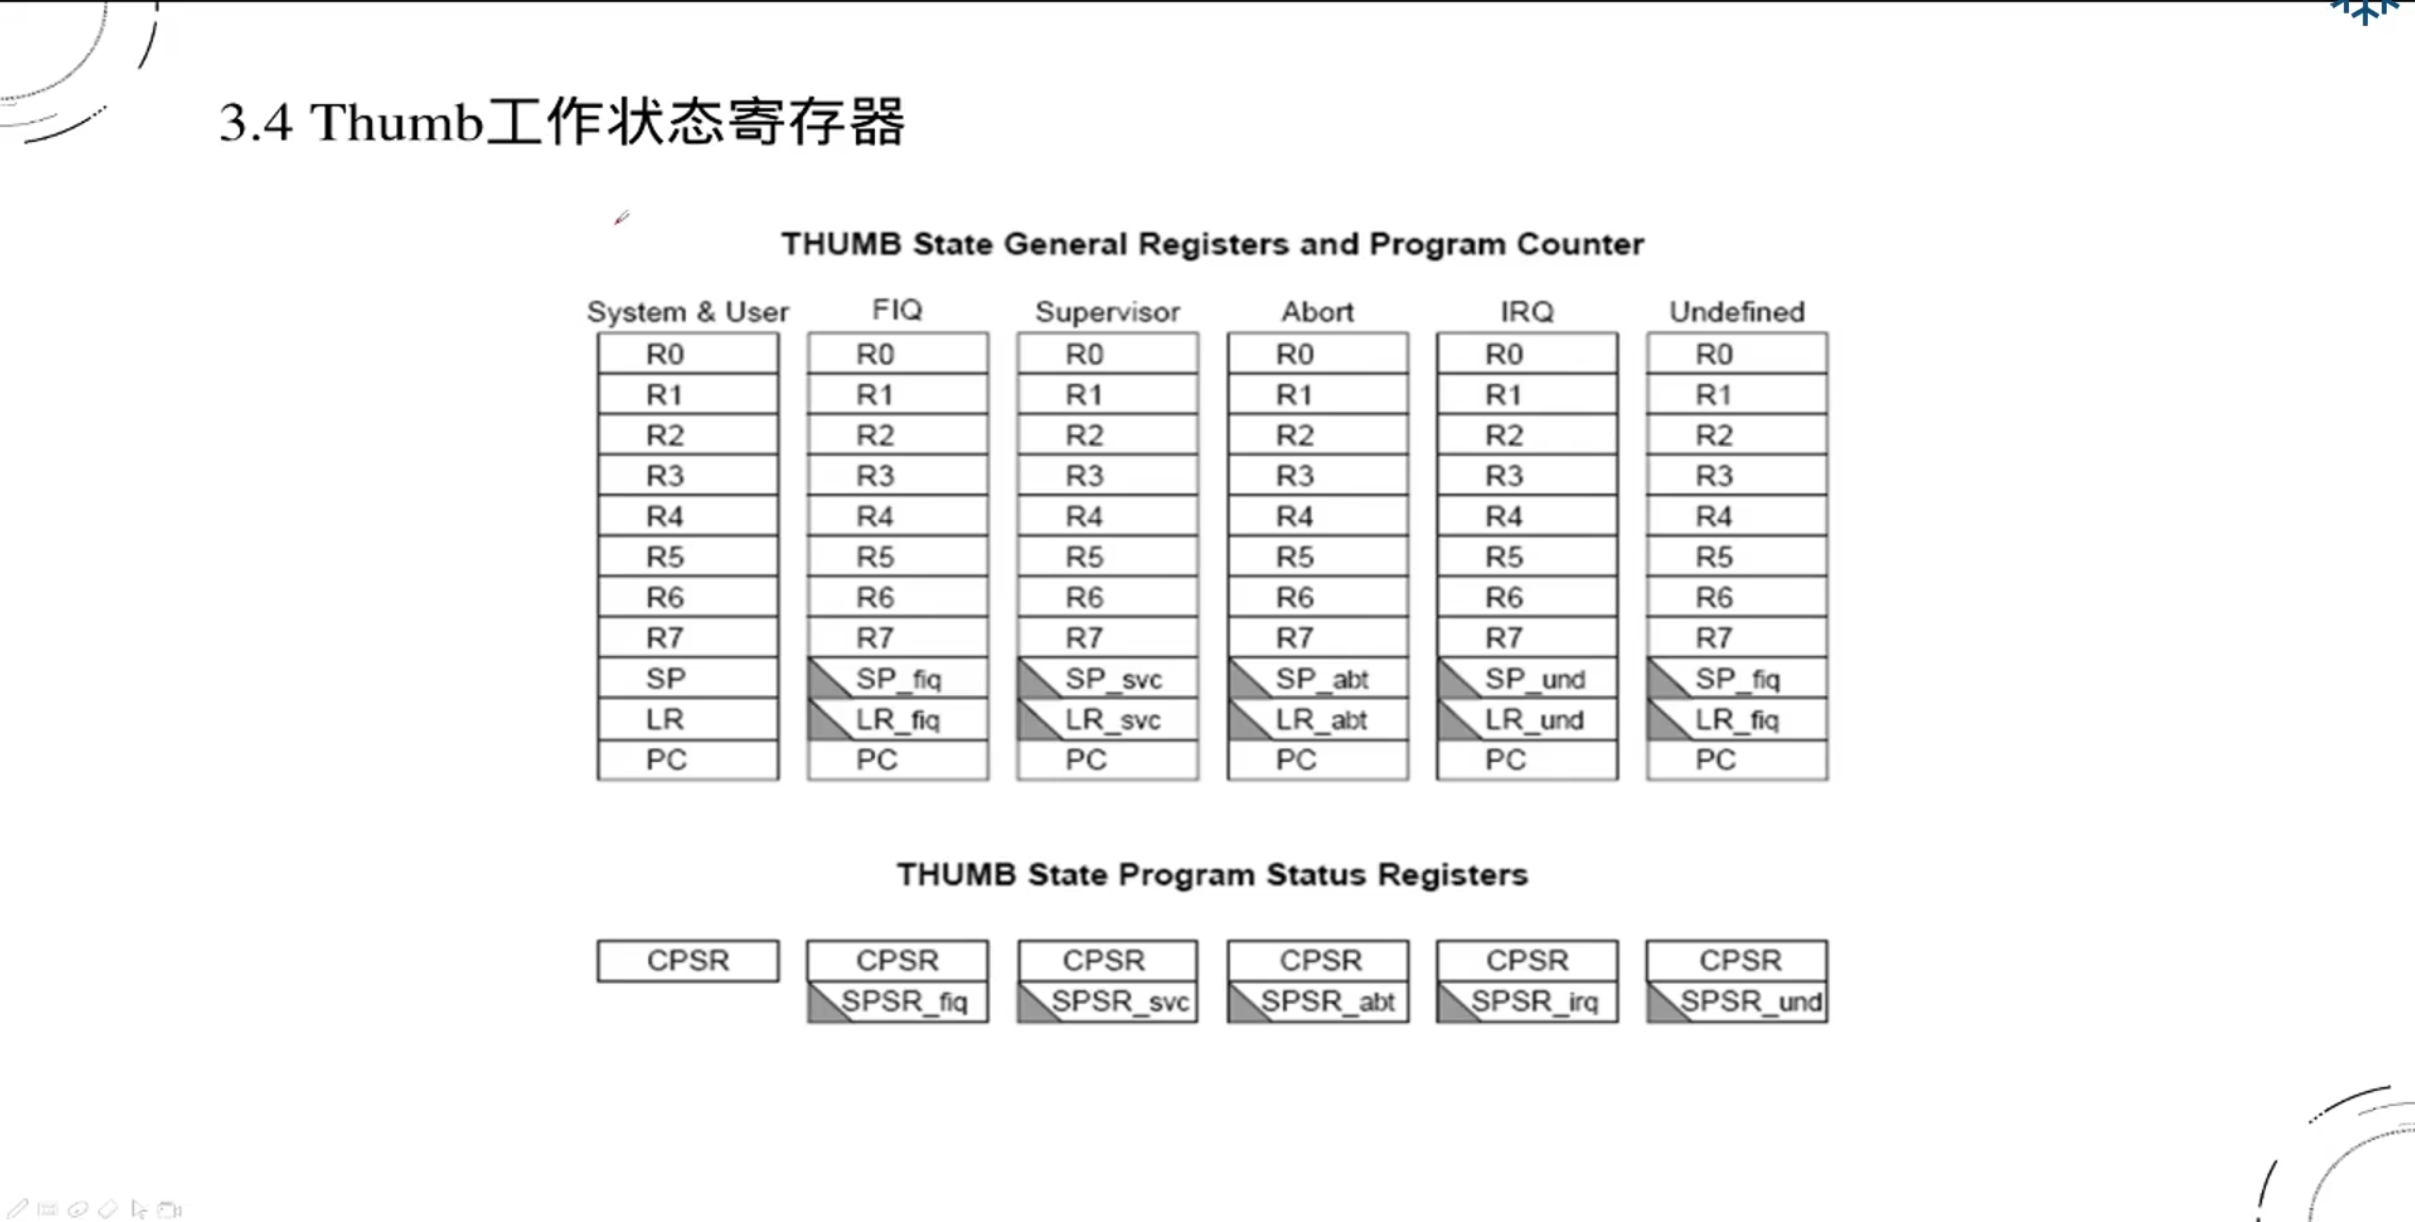 3.4 Thumb工作状态寄存器
THUMB State General Registers and Program Counter
System & User FIQ Supervisor Abort IRQ Undefined
R0 R0 R0 R0 R0 R0
R1 R1 R1 R1 R1 R1
R2 R2 R2 R2 R2 R2
R3 R3 R3 R3 R3 R3
R4 R4 R4 R4 R4 R4
R5 R5 R5 R5 R5 R5
R6 R6 R6 R6 R6 R6
R7 R7 R7 R7 R7 R7
SP SP_fiq SP_svc SP_abt SP_und SP_fiq
LR LR_fiq LR_svc LR_abt LR_und LR_fiq
PC PC PC PC PC PC
THUMB State Program Status Registers
CPSR CPSR CPSR CPSR CPSR CPSR
SPSR_fiq SPSR_svc SPSR_abt SPSR_irq SPSR_und